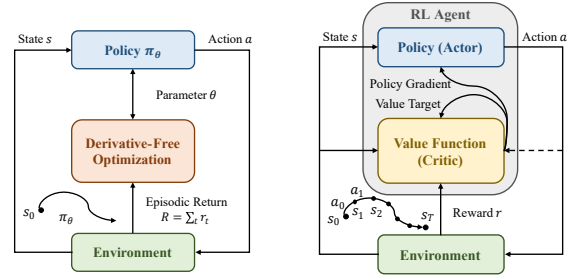 State s
Policy π_θ
Action a
Parameter θ
Derivative-Free
Optimization
s_0
π_θ
Episodic Return
R = ∑_t r_t
Environment
RL Agent
State s
Policy (Actor)
Action a
Policy Gradient
Value Target
Value Function
(Critic)
a_0
a_1
s_0
s_1
s_2
s_T
Reward r
Environment